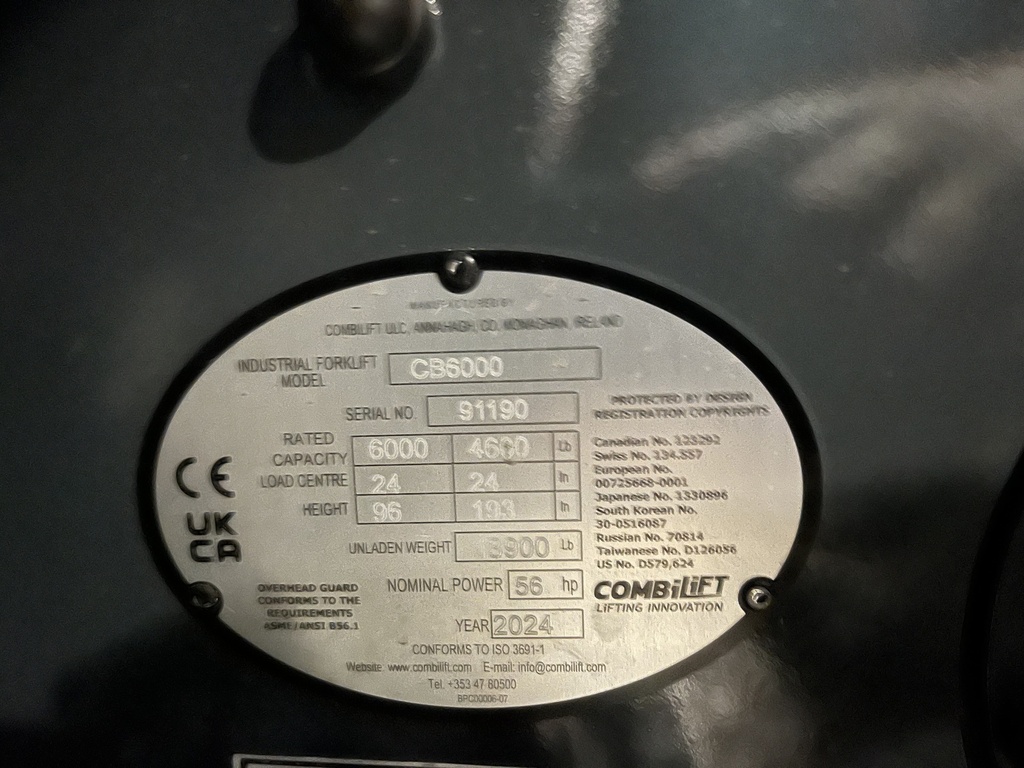 MANUFACTURED BY
COMBILIFT ULC, ANNAHAGH, CO. MONAGHAN, IRELAND
INDUSTRIAL FORKLIFT MODEL CB6000
SERIAL NO. 91190
RATED CAPACITY 6000 4600 Lb
LOAD CENTRE 24 24 In
HEIGHT 96 193 In
UNLADEN WEIGHT Lb
NOMINAL POWER 56 hp
YEAR 2024
CE
UK
CA
OVERHEAD GUARD
CONFORMS TO THE
REQUIREMENTS
ASME/ANSI B56.1
PROTECTED BY DESIGN
REGISTRATION COPYRIGHTS
Canadian No. 123292
Swiss No. 134.557
European No.
00725668-0001
Japanese No. 1330896
South Korean No.
30-0516087
Russian No. 70814
Taiwanese No. D126056
US No. D579,624
COMBiLiFT
LiFTING INNOVATION
CONFORMS TO ISO 3691-1
Website: www.combilift.com E-mail: info@combilift.com
Tel. +353 47 80500
BPC00006-07